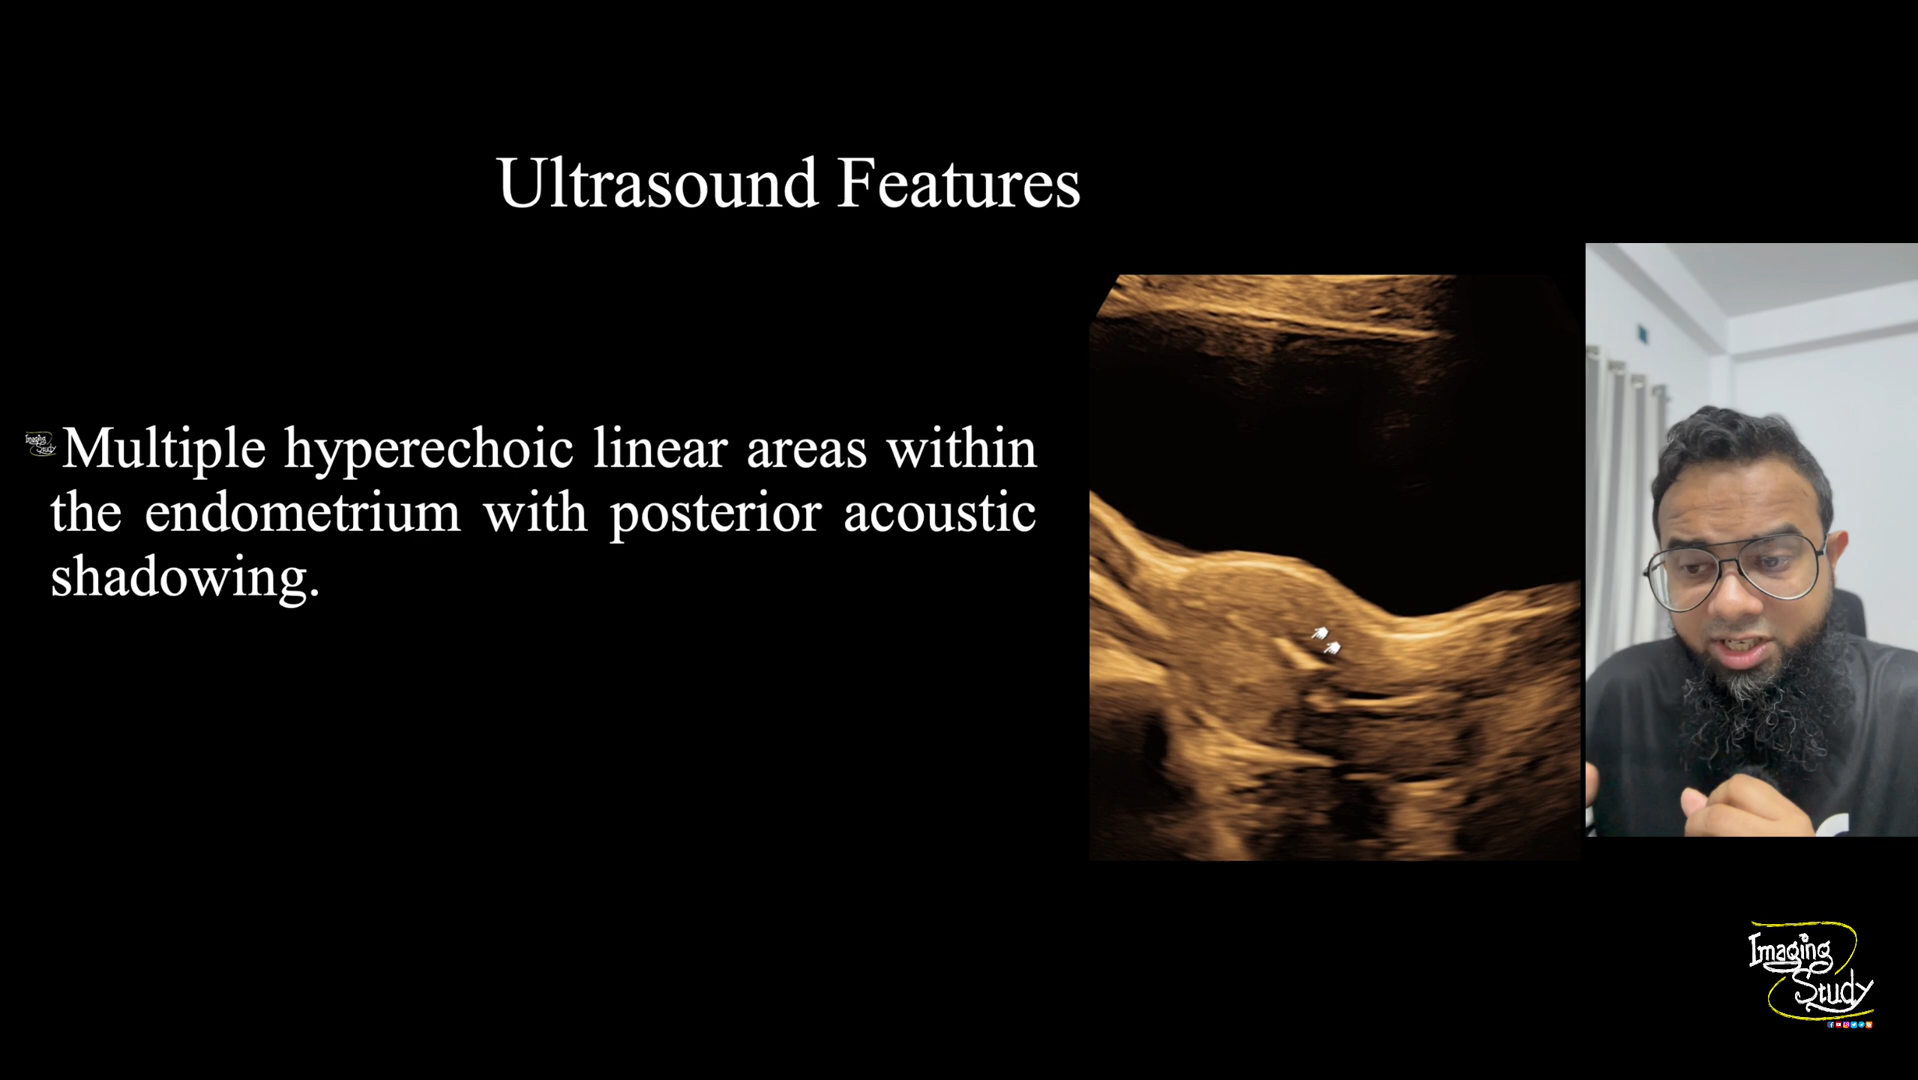 Ultrasound Features
Multiple hyperechoic linear areas within
the endometrium with posterior acoustic
shadowing.
Imaging
Study